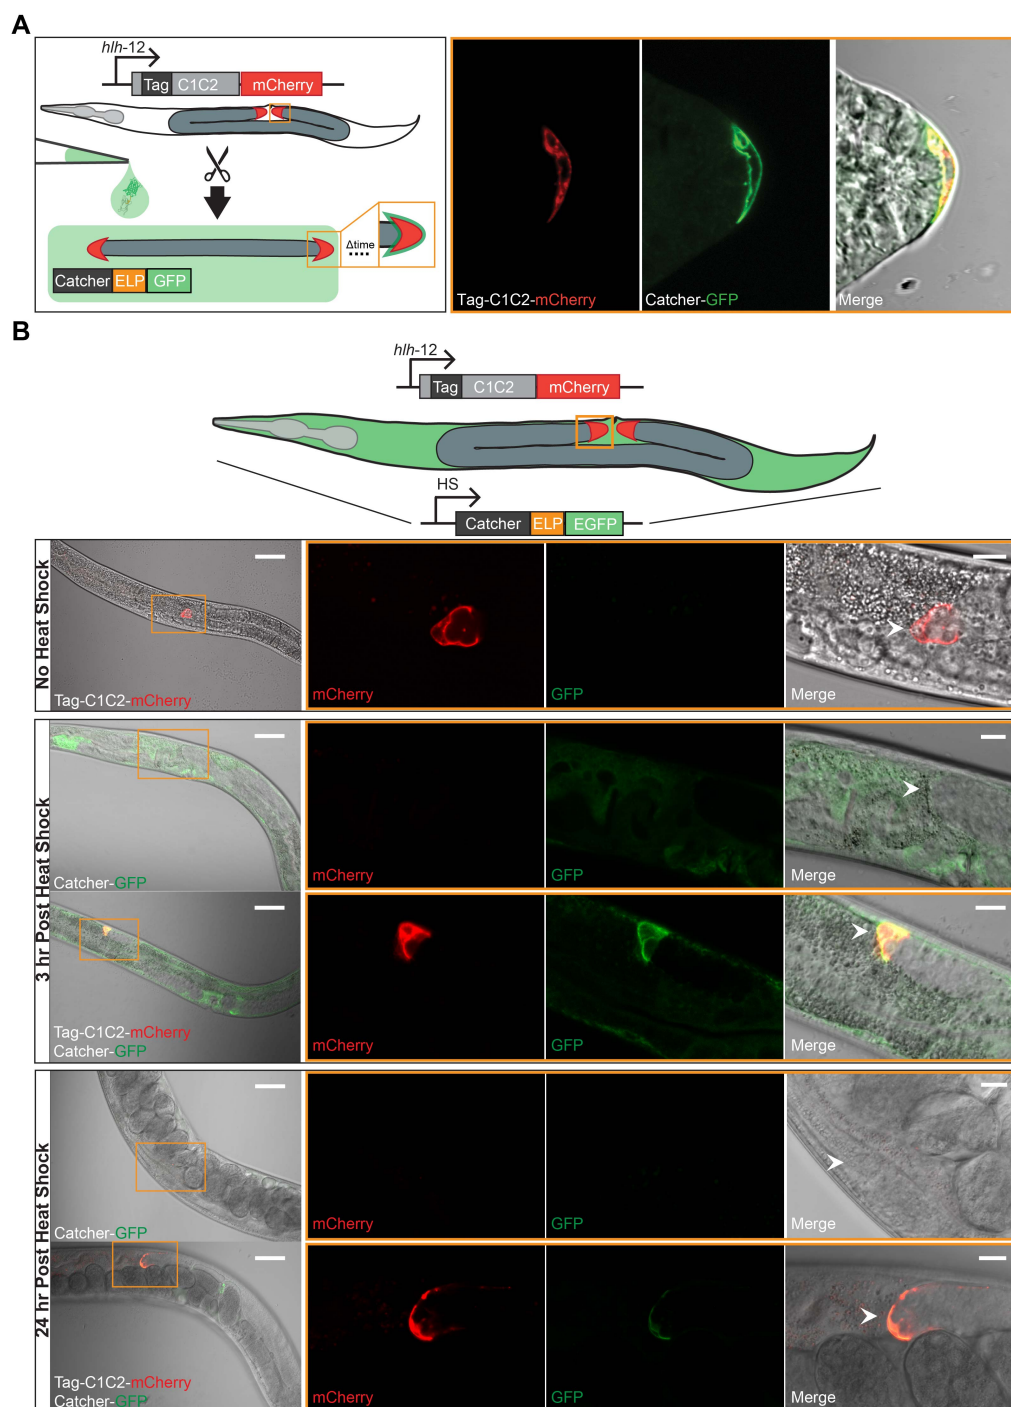 A
hlh-12
Tag C1C2 mCherry
Δtime
Catcher ELP GFP
Tag-C1C2-mCherry
Catcher-GFP
Merge
B
hlh-12
Tag C1C2 mCherry
HS
Catcher ELP EGFP
No Heat Shock
Tag-C1C2-mCherry
mCherry
GFP
Merge
3 hr Post Heat Shock
Catcher-GFP
mCherry
GFP
Merge
Tag-C1C2-mCherry
Catcher-GFP
mCherry
GFP
Merge
24 hr Post Heat Shock
Catcher-GFP
mCherry
GFP
Merge
Tag-C1C2-mCherry
Catcher-GFP
mCherry
GFP
Merge